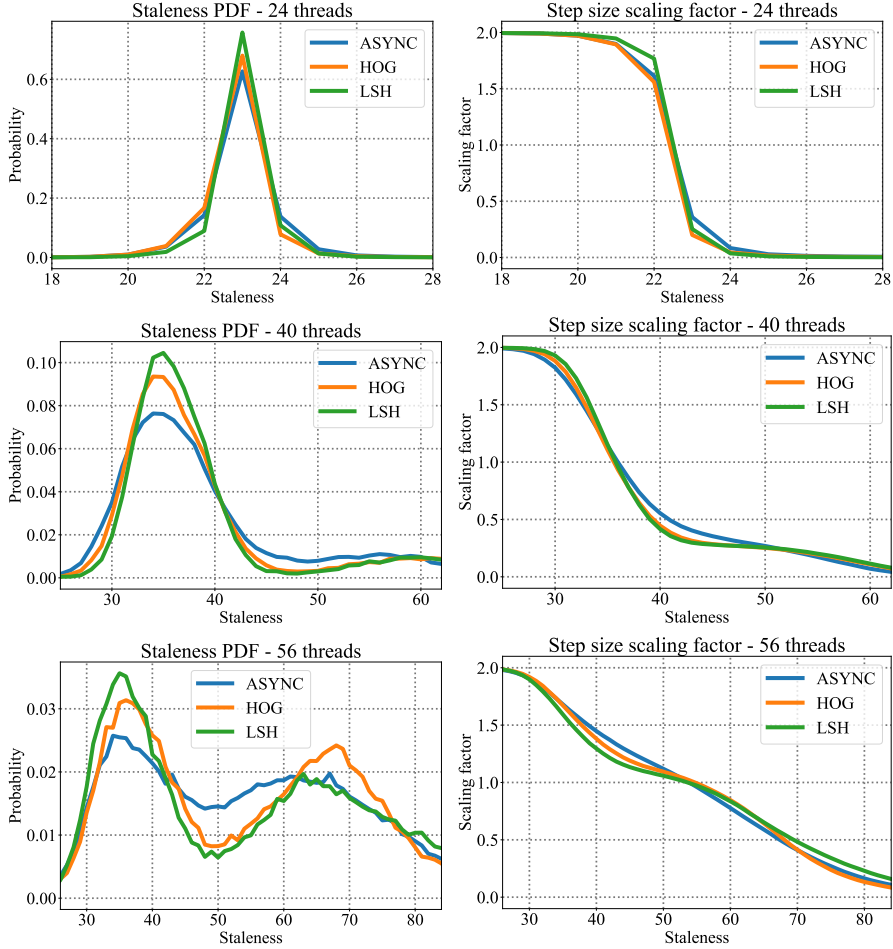 Staleness PDF - 24 threads
Probability
0.6
0.4
0.2
0.0
ASYNC
HOG
LSH
18 20 22 24 26 28
Staleness
Step size scaling factor - 24 threads
Scaling factor
2.0
1.5
1.0
0.5
0.0
ASYNC
HOG
LSH
18 20 22 24 26 28
Staleness
Staleness PDF - 40 threads
Probability
0.10
0.08
0.06
0.04
0.02
0.00
ASYNC
HOG
LSH
30 40 50 60
Staleness
Step size scaling factor - 40 threads
Scaling factor
2.0
1.5
1.0
0.5
0.0
ASYNC
HOG
LSH
30 40 50 60
Staleness
Staleness PDF - 56 threads
Probability
0.03
0.02
0.01
0.00
ASYNC
HOG
LSH
30 40 50 60 70 80
Staleness
Step size scaling factor - 56 threads
Scaling factor
2.0
1.5
1.0
0.5
0.0
ASYNC
HOG
LSH
30 40 50 60 70 80
Staleness